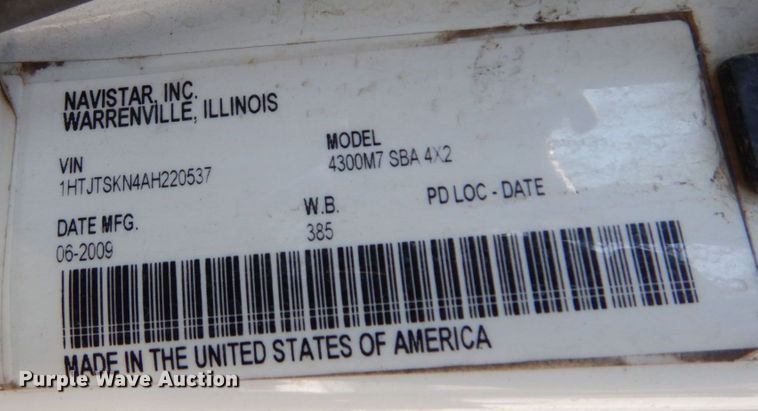 NAVISTAR, INC.
WARRENVILLE, ILLINOIS
VIN
1HTJTSKN4AH220537
MODEL
4300M7 SBA 4X2
DATE MFG.
06-2009
W.B.
385
PD LOC - DATE
MADE IN THE UNITED STATES OF AMERICA
Purple Wave Auction